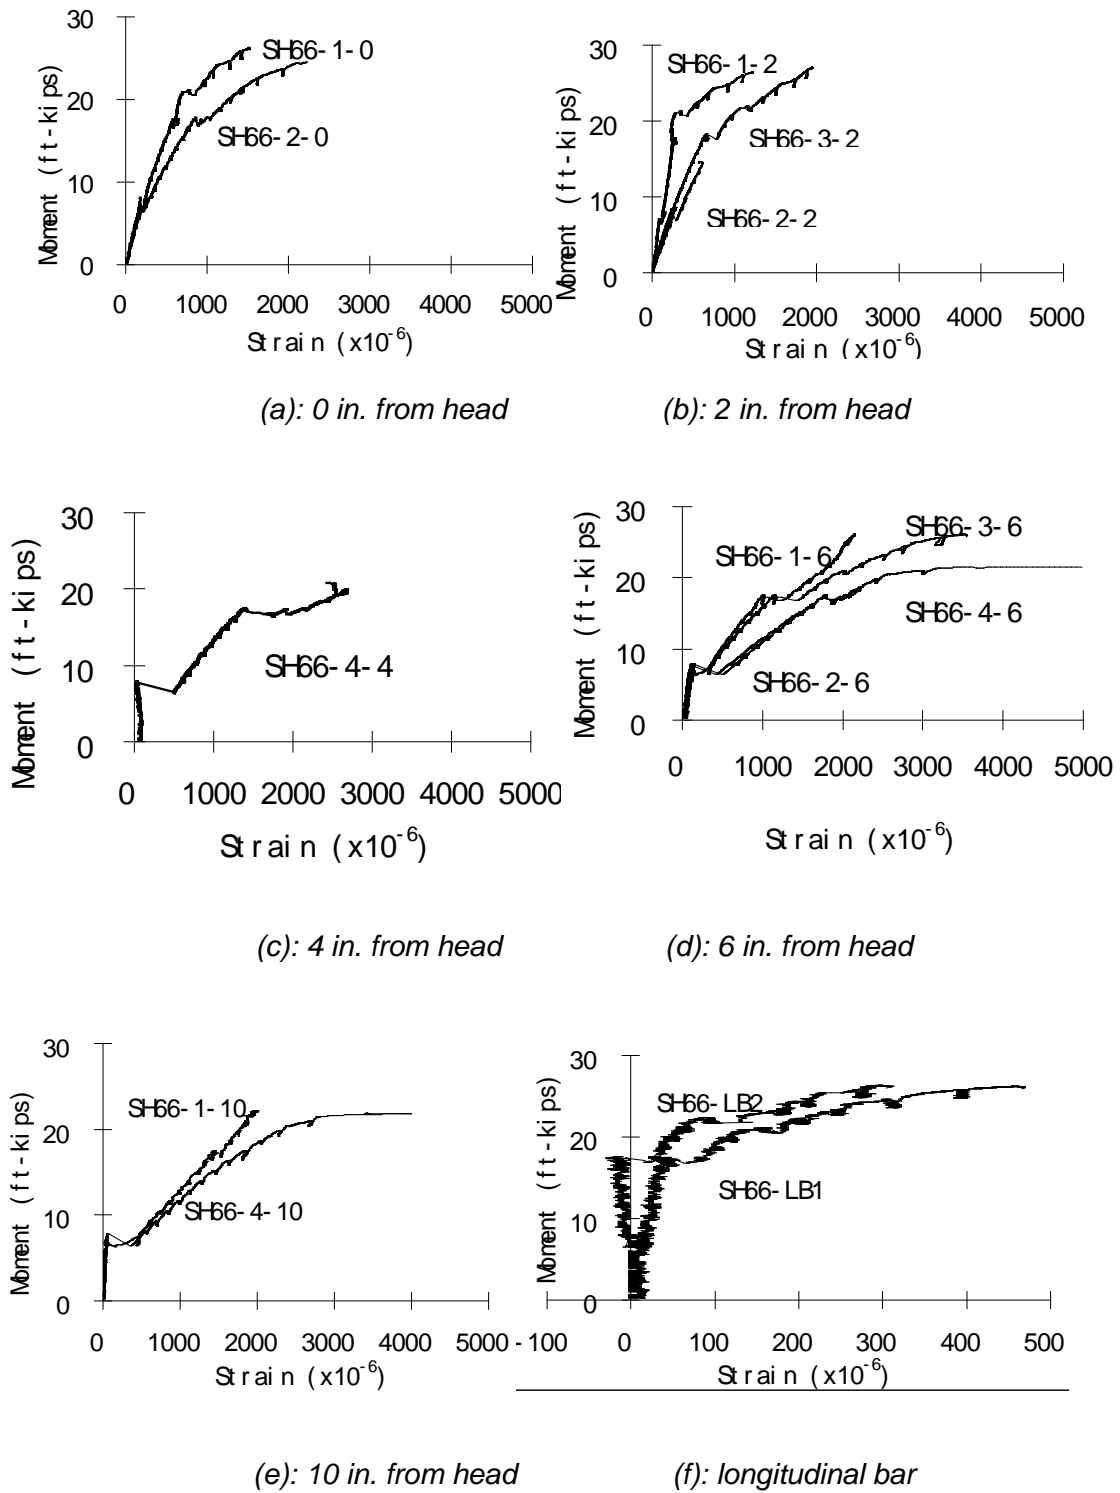 30
20
10
0
Moment (ft-kips)
SH66-1-0
SH66-2-0
0 1000 2000 3000 4000 5000
Strain (x10-6)
(a): 0 in. from head
30
20
10
0
Moment (ft-kips)
SH66-1-2
SH66-3-2
SH66-2-2
0 1000 2000 3000 4000 5000
Strain (x10-6)
(b): 2 in. from head
30
20
10
0
Moment (ft-kips)
SH66-4-4
0 1000 2000 3000 4000 5000
Strain (x10-6)
(c): 4 in. from head
30
20
10
0
Moment (ft-kips)
SH66-3-6
SH66-1-6
SH66-4-6
SH66-2-6
0 1000 2000 3000 4000 5000
Strain (x10-6)
(d): 6 in. from head
30
20
10
0
Moment (ft-kips)
SH66-1-10
SH66-4-10
0 1000 2000 3000 4000 5000
Strain (x10-6)
(e): 10 in. from head
30
20
10
0
Moment (ft-kips)
SH66-LB2
SH66-LB1
-100 0 100 200 300 400 500
Strain (x10-6)
(f): longitudinal bar